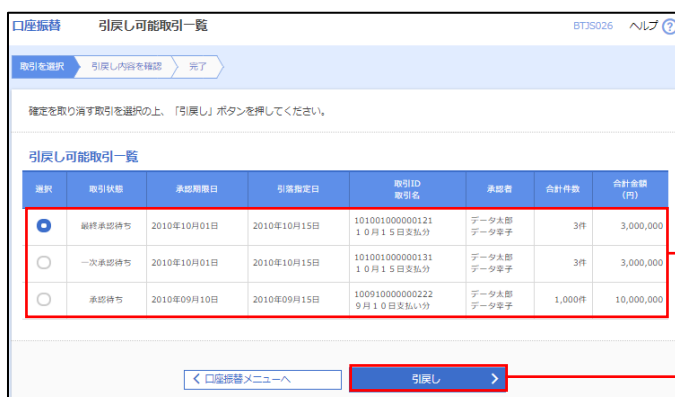 口座振替 引戻し可能取引一覧 BTJS026 ヘルプ ?
取引を選択 引戻し内容を確認 完了
確定を取り消す取引を選択の上、「引戻し」ボタンを押してください。
引戻し可能取引一覧
選択 取引状態 承認期限日 引落指定日 取引ID 取引名 承認者 合計件数 合計金額 (円)
最終承認待ち 2010年10月01日 2010年10月15日 101001000000121 データ太郎 3件 3,000,000
10月15日支払分 データ幸子
一次承認待ち 2010年10月01日 2010年10月15日 101001000000131 データ太郎 3件 3,000,000
10月15日支払分 データ幸子
承認待ち 2010年09月10日 2010年09月15日 100910000000222 データ太郎 1,000件 10,000,000
9月10日支払い分 データ幸子
く 口座振替メニューへ 引戻し >